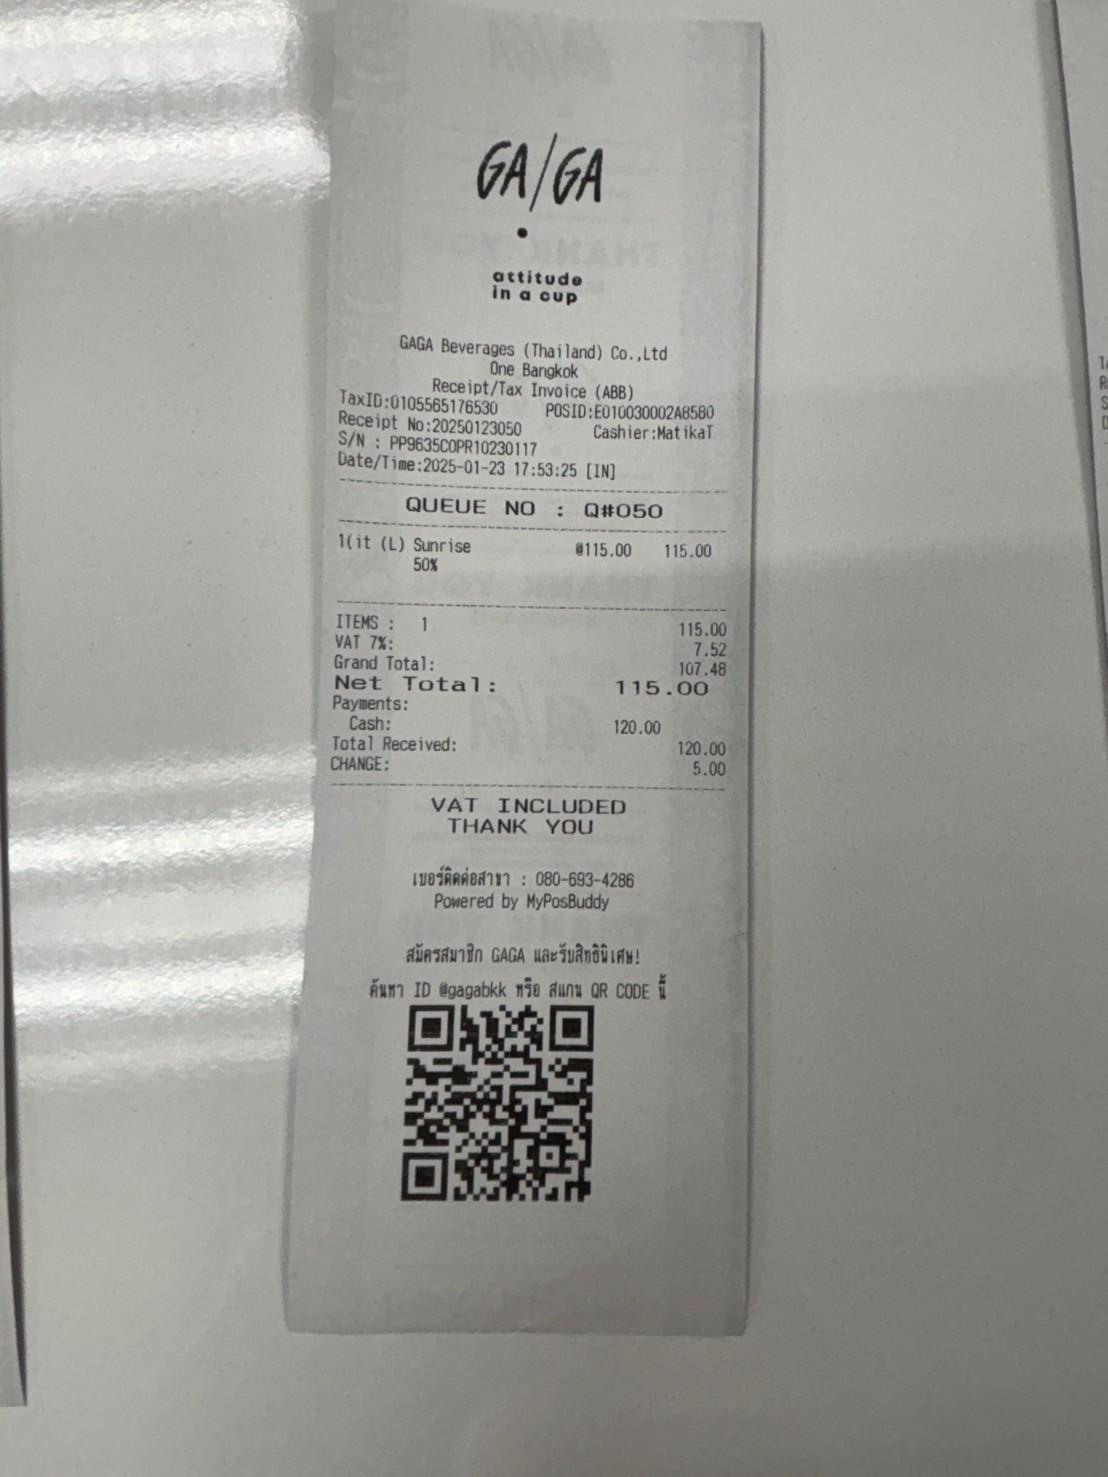 GA/GA
attitude
in a cup
GAGA Beverages (Thailand) Co.,Ltd
One Bangkok
Receipt/Tax Invoice (ABB)
TaxID:0105565176530 POSID:E010030002A8580
Receipt No:20250123050 Cashier:MatikaT
S/N : PP9635COPR10230117
Date/Time:2025-01-23 17:53:25 [IN]
QUEUE NO : Q#050
1(it (L) Sunrise @115.00 115.00
50%
ITEMS : 1 115.00
VAT 7%: 7.52
Grand Total: 107.48
Net Total: 115.00
Payments:
Cash: 120.00
Total Received: 120.00
CHANGE: 5.00
VAT INCLUDED
THANK YOU
เบอร์ติดต่อสาขา : 080-693-4286
Powered by MyPosBuddy
สมัครสมาชิก GAGA และรับสิทธิพิเศษ!
ค้นหา ID @gagabkk หรือ สแกน QR CODE นี้